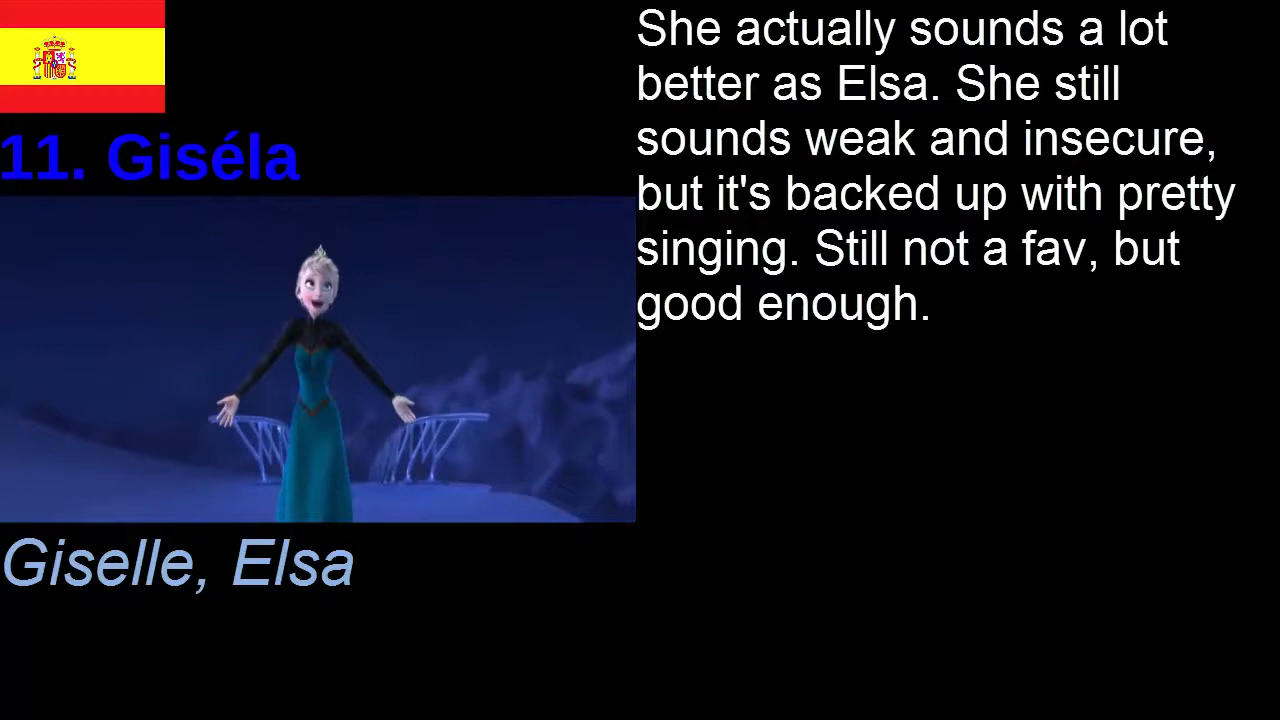 11. Giséla
Giselle, Elsa
She actually sounds a lot
better as Elsa. She still
sounds weak and insecure,
but it's backed up with pretty
singing. Still not a fav, but
good enough.